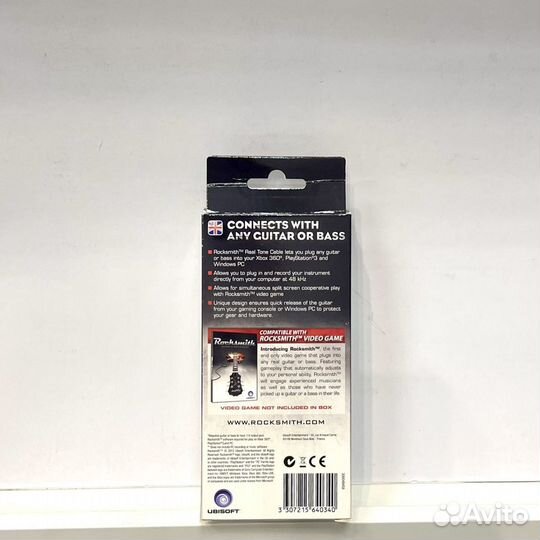 CONNECTS WITH
ANY GUITAR OR BASS
Rocksmith™ Real Tone Cable lets you plug any guitar
or bass into your Xbox 360®, PlayStation®3 and
Windows PC
Allows you to plug in and record your instrument
directly from your computer at 48 kHz
Allows for simultaneous split screen cooperative play
with Rocksmith™ video game
Unique design ensures quick release of the guitar
from your gaming console or Windows PC to protect
your gear and hardware.
COMPATIBLE WITH
ROCKSMITH™ VIDEO GAME
Rocksmith
Introducing Rocksmith™, the first
and only video game that plugs into
any real guitar or bass. Featuring
gameplay that automatically adjusts
to your personal ability, Rocksmith™
will engage experienced musicians
as well as those who have never
picked up a guitar or a bass in their life
VIDEO GAME NOT INCLUDED IN BOX
WWW.ROCKSMITH.COM
CE
UBISOFT
3 307215 640340
Avito